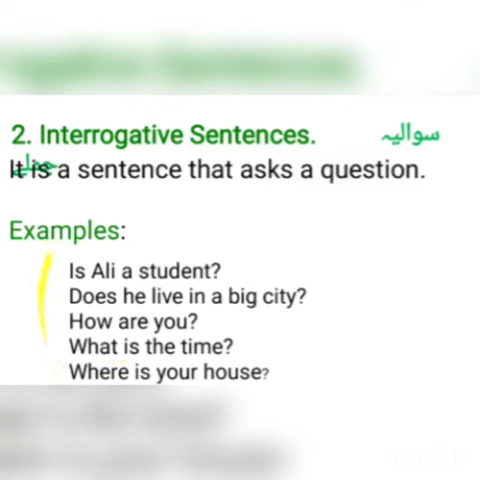 2. Interrogative Sentences. سوالیہ
جملے
It is a sentence that asks a question.
Examples:
Is Ali a student?
Does he live in a big city?
How are you?
What is the time?
Where is your house?